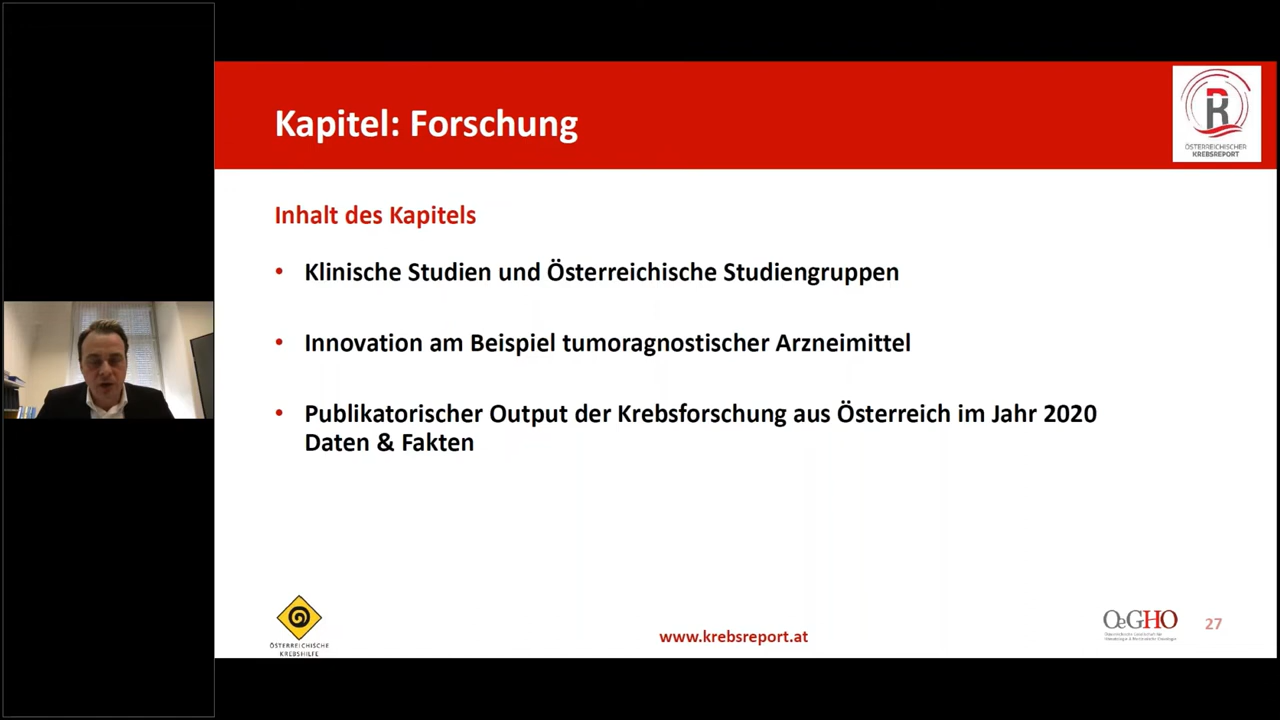 Kapitel: Forschung
ÖSTERREICHISCHER
KREBSREPORT
Inhalt des Kapitels
• Klinische Studien und Österreichische Studiengruppen
• Innovation am Beispiel tumoragnostischer Arzneimittel
• Publikatorischer Output der Krebsforschung aus Österreich im Jahr 2020
Daten & Fakten
ÖSTERREICHISCHE
KREBSHILFE
www.krebsreport.at
OeGHO
27